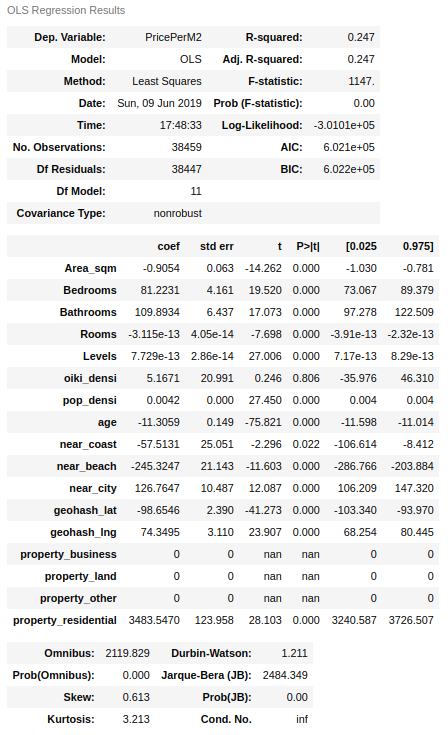 OLS Regression Results
Dep. Variable: PricePerM2 R-squared: 0.247
Model: OLS Adj. R-squared: 0.247
Method: Least Squares F-statistic: 1147.
Date: Sun, 09 Jun 2019 Prob (F-statistic): 0.00
Time: 17:48:33 Log-Likelihood: -3.0101e+05
No. Observations: 38459 AIC: 6.021e+05
Df Residuals: 38447 BIC: 6.022e+05
Df Model: 11
Covariance Type: nonrobust
coef std err t P>|t| [0.025 0.975]
Area_sqm -0.9054 0.063 -14.262 0.000 -1.030 -0.781
Bedrooms 81.2231 4.161 19.520 0.000 73.067 89.379
Bathrooms 109.8934 6.437 17.073 0.000 97.278 122.509
Rooms -3.115e-13 4.05e-14 -7.698 0.000 -3.91e-13 -2.32e-13
Levels 7.729e-13 2.86e-14 27.006 0.000 7.17e-13 8.29e-13
oiki_densi 5.1671 20.991 0.246 0.806 -35.976 46.310
pop_densi 0.0042 0.000 27.450 0.000 0.004 0.004
age -11.3059 0.149 -75.821 0.000 -11.598 -11.014
near_coast -57.5131 25.051 -2.296 0.022 -106.614 -8.412
near_beach -245.3247 21.143 -11.603 0.000 -286.766 -203.884
near_city 126.7647 10.487 12.087 0.000 106.209 147.320
geohash_lat -98.6546 2.390 -41.273 0.000 -103.340 -93.970
geohash_lng 74.3495 3.110 23.907 0.000 68.254 80.445
property_business 0 0 nan nan 0 0
property_land 0 0 nan nan 0 0
property_other 0 0 nan nan 0 0
property_residential 3483.5470 123.958 28.103 0.000 3240.587 3726.507
Omnibus: 2119.829 Durbin-Watson: 1.211
Prob(Omnibus): 0.000 Jarque-Bera (JB): 2484.349
Skew: 0.613 Prob(JB): 0.00
Kurtosis: 3.213 Cond. No. inf